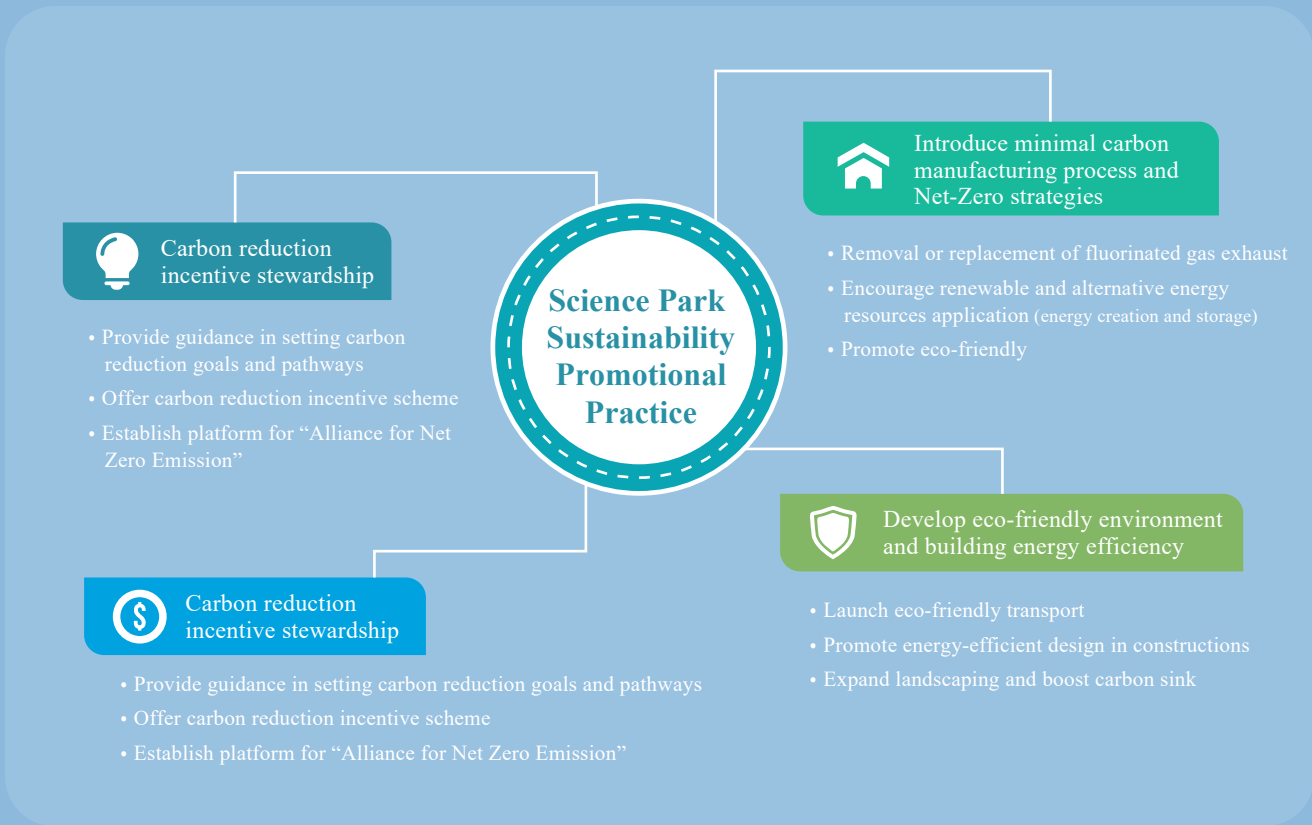 Science Park
Sustainability
Promotional
Practice
Carbon reduction
incentive stewardship
• Provide guidance in setting carbon
reduction goals and pathways
• Offer carbon reduction incentive scheme
• Establish platform for “Alliance for Net
Zero Emission”
Introduce minimal carbon
manufacturing process and
Net-Zero strategies
• Removal or replacement of fluorinated gas exhaust
• Encourage renewable and alternative energy
resources application (energy creation and storage)
• Promote eco-friendly
Carbon reduction
incentive stewardship
• Provide guidance in setting carbon reduction goals and pathways
• Offer carbon reduction incentive scheme
• Establish platform for “Alliance for Net Zero Emission”
Develop eco-friendly environment
and building energy efficiency
• Launch eco-friendly transport
• Promote energy-efficient design in constructions
• Expand landscaping and boost carbon sink